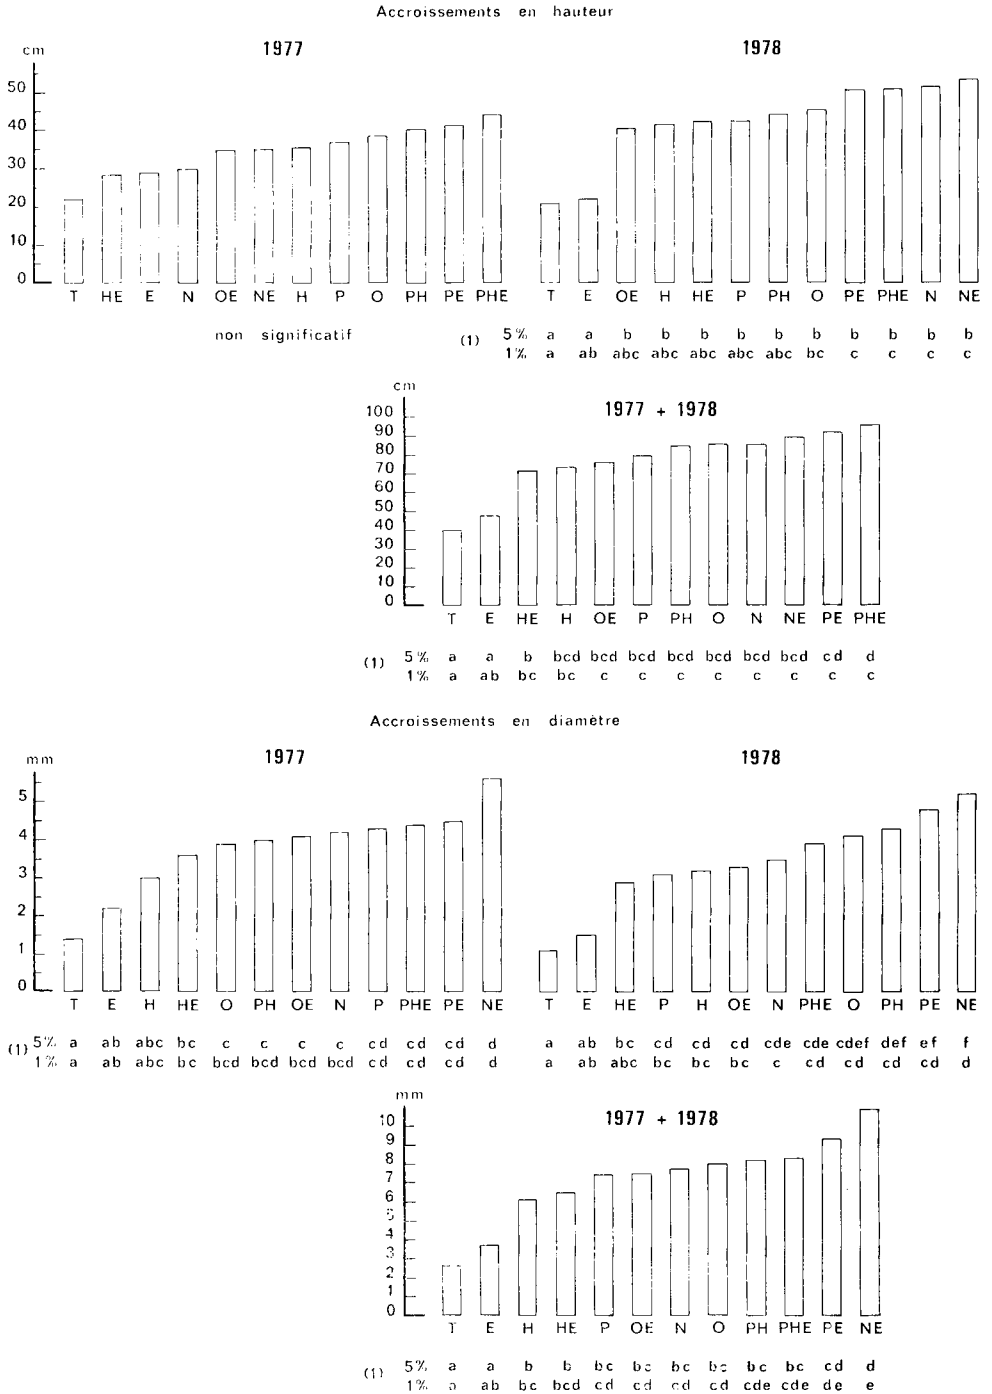 Accroissements en hauteur
1977
cm
50
40
30
20
10
0
T HE E N OE NE H P O PH PE PHE
non significatif
1978
T E OE H HE P PH O PE PHE N NE
(1)
5% a a b b b b b b b b b b
1% a ab abc abc abc abc abc bc c c c c
1977 + 1978
cm
100
90
80
70
60
50
40
30
20
10
0
T E HE H OE P PH O N NE PE PHE
(1)
5% a a b bcd bcd bcd bcd bcd bcd bcd cd d
1% a ab bc bc c c c c c c c c
Accroissements en diamètre
1977
mm
5
4
3
2
1
0
T E H HE O PH OE N P PHE PE NE
(1)
5% a ab abc bc c c c c cd cd cd d
1% a ab abc bc bcd bcd bcd bcd cd cd cd d
1978
T E HE P H OE N PHE O PH PE NE
a ab bc cd cd cd cde cde cdef def ef f
a ab abc bc bc bc c cd cd cd cd d
1977 + 1978
mm
10
9
8
7
6
5
4
3
2
1
0
T E H HE P OE N O PH PHE PE NE
(1)
5% a a b b bc bc bc bc bc bc cd d
1% a ab bc bcd cd cd cd cd cde cde de e